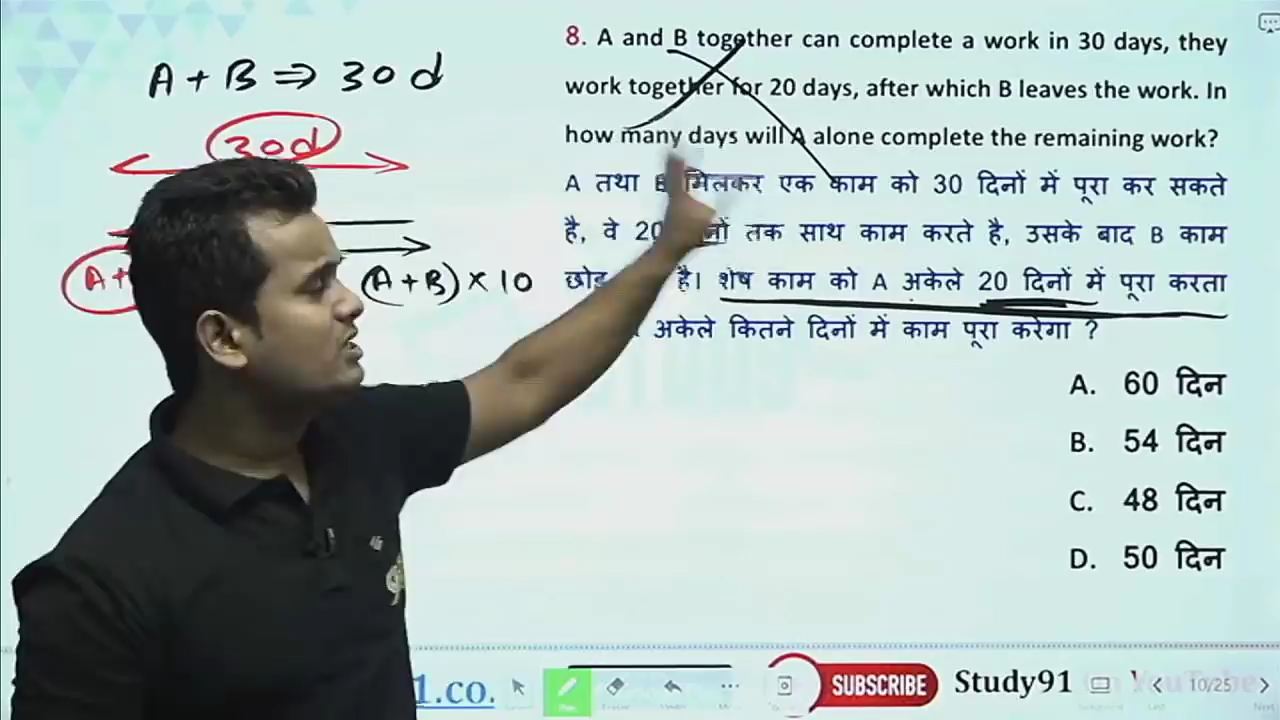 A + B ⇒ 30 d
30d
(A+
(A+B) × 10
8. A and B together can complete a work in 30 days, they
work together for 20 days, after which B leaves the work. In
how many days will A alone complete the remaining work?
A तथा B मिलकर एक काम को 30 दिनों में पूरा कर सकते
है, वे 20 तक साथ काम करते है, उसके बाद B काम
है। शेष काम को A अकेले 20 दिनों में पूरा करता
अकेले कितने दिनों में काम पूरा करेगा ?
A. 60 दिन
B. 54 दिन
C. 48 दिन
D. 50 दिन
1.co.
SUBSCRIBE
Study91
10/25